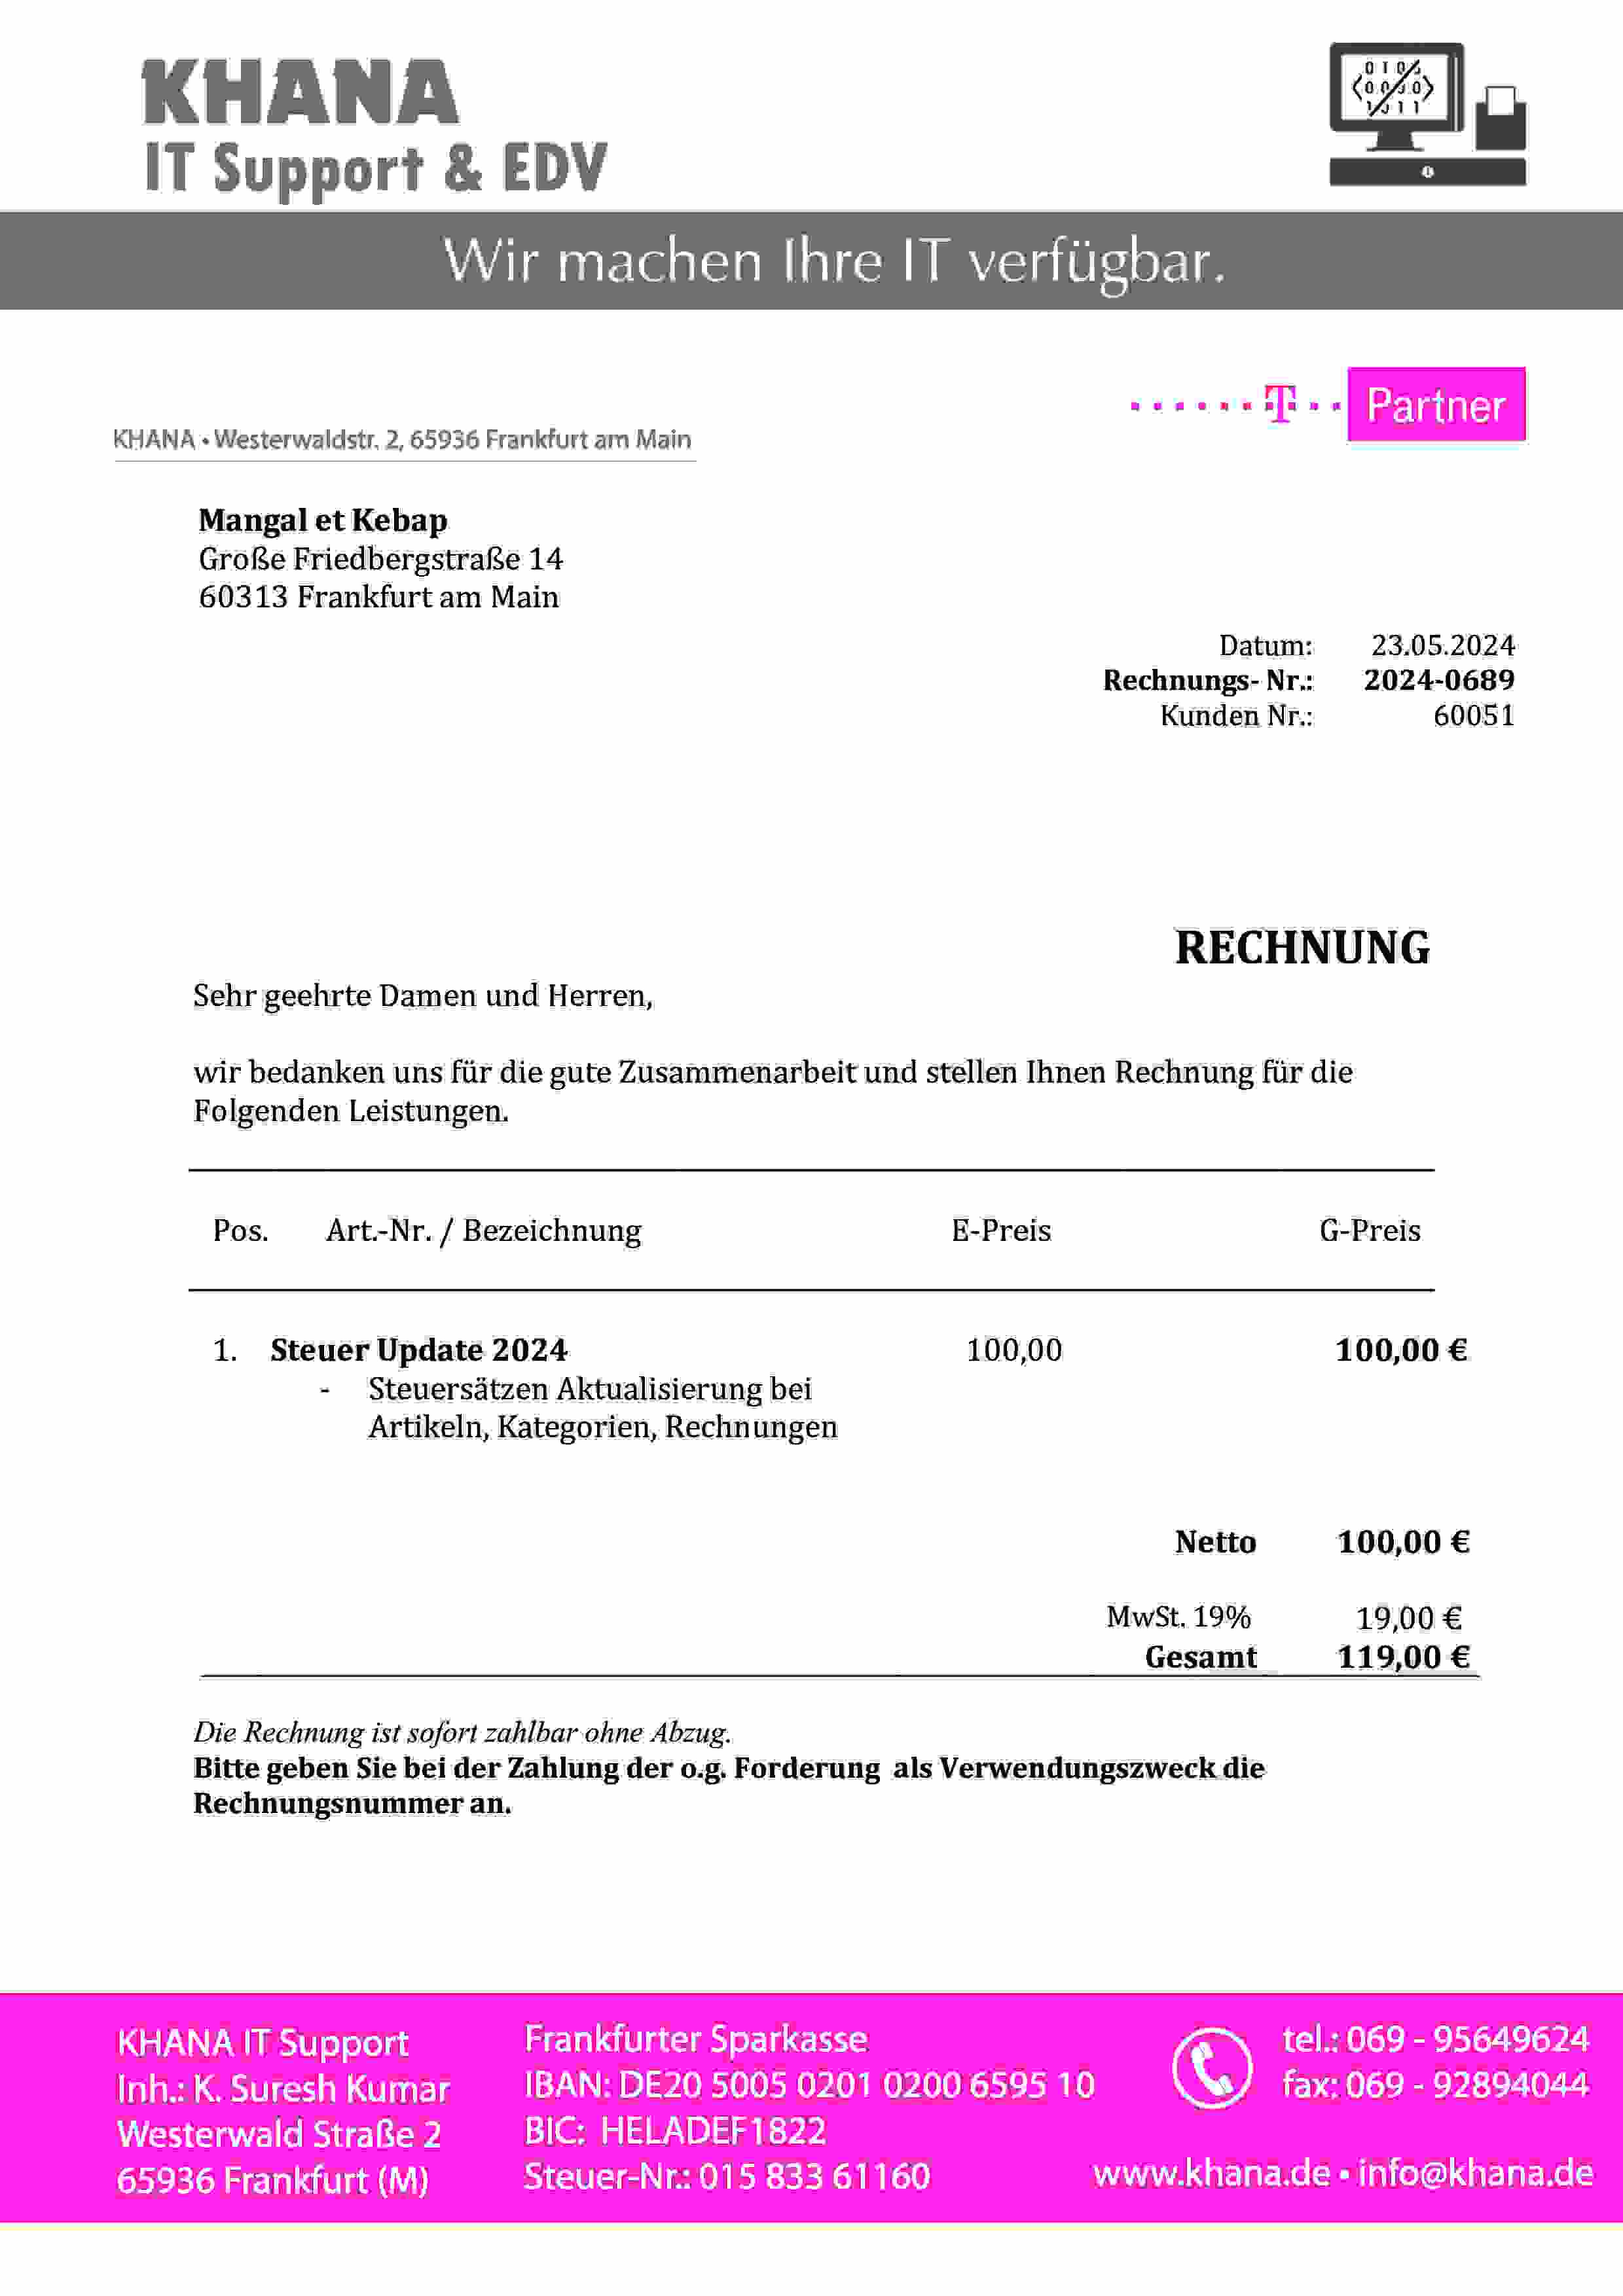 KHANA
IT Support & EDV
Wir machen Ihre IT verfügbar.
T Partner
KHANA • Westerwaldstr. 2, 65936 Frankfurt am Main
Mangal et Kebap
Große Friedbergstraße 14
60313 Frankfurt am Main
Datum: 23.05.2024
Rechnungs- Nr.: 2024-0689
Kunden Nr.: 60051
RECHNUNG
Sehr geehrte Damen und Herren,
wir bedanken uns für die gute Zusammenarbeit und stellen Ihnen Rechnung für die
Folgenden Leistungen.
Pos. Art.-Nr. / Bezeichnung E-Preis G-Preis
1. Steuer Update 2024 100,00 100,00 €
- Steuersätzen Aktualisierung bei
Artikeln, Kategorien, Rechnungen
Netto 100,00 €
MwSt. 19% 19,00 €
Gesamt 119,00 €
Die Rechnung ist sofort zahlbar ohne Abzug.
Bitte geben Sie bei der Zahlung der o.g. Forderung als Verwendungszweck die
Rechnungsnummer an.
KHANA IT Support
Inh.: K. Suresh Kumar
Westerwald Straße 2
65936 Frankfurt (M)
Frankfurter Sparkasse
IBAN: DE20 5005 0201 0200 6595 10
BIC: HELADEF1822
Steuer-Nr.: 015 833 61160
tel.: 069 - 95649624
fax: 069 - 92894044
www.khana.de • info@khana.de